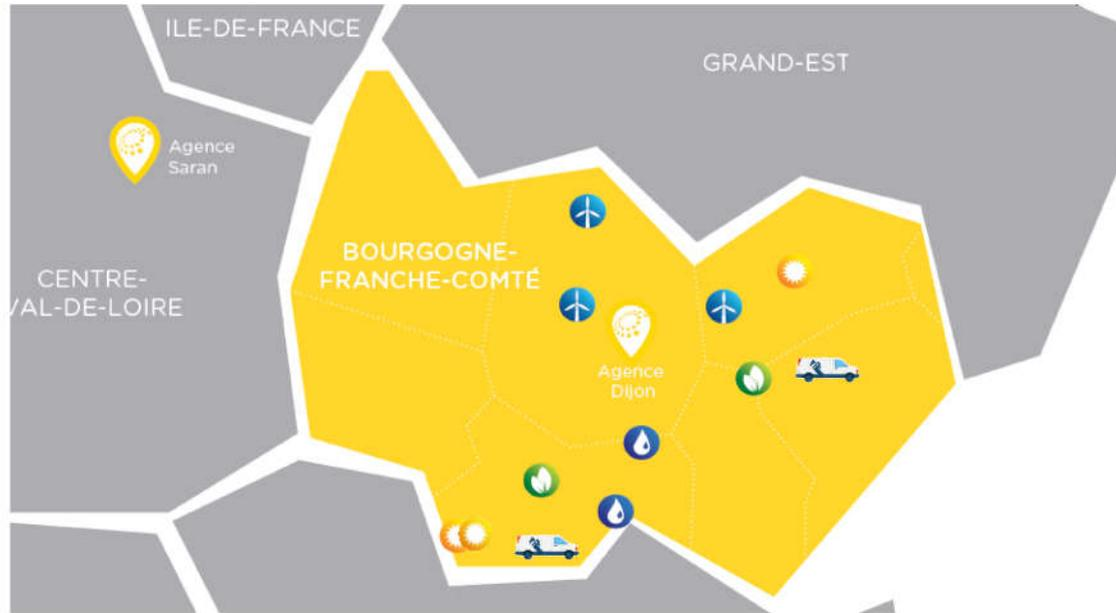 ILE-DE-FRANCE
GRAND-EST
Agence
Saran
BOURGOGNE-
FRANCHE-COMTÉ
CENTRE-
VAL-DE-LOIRE
Agence
Dijon